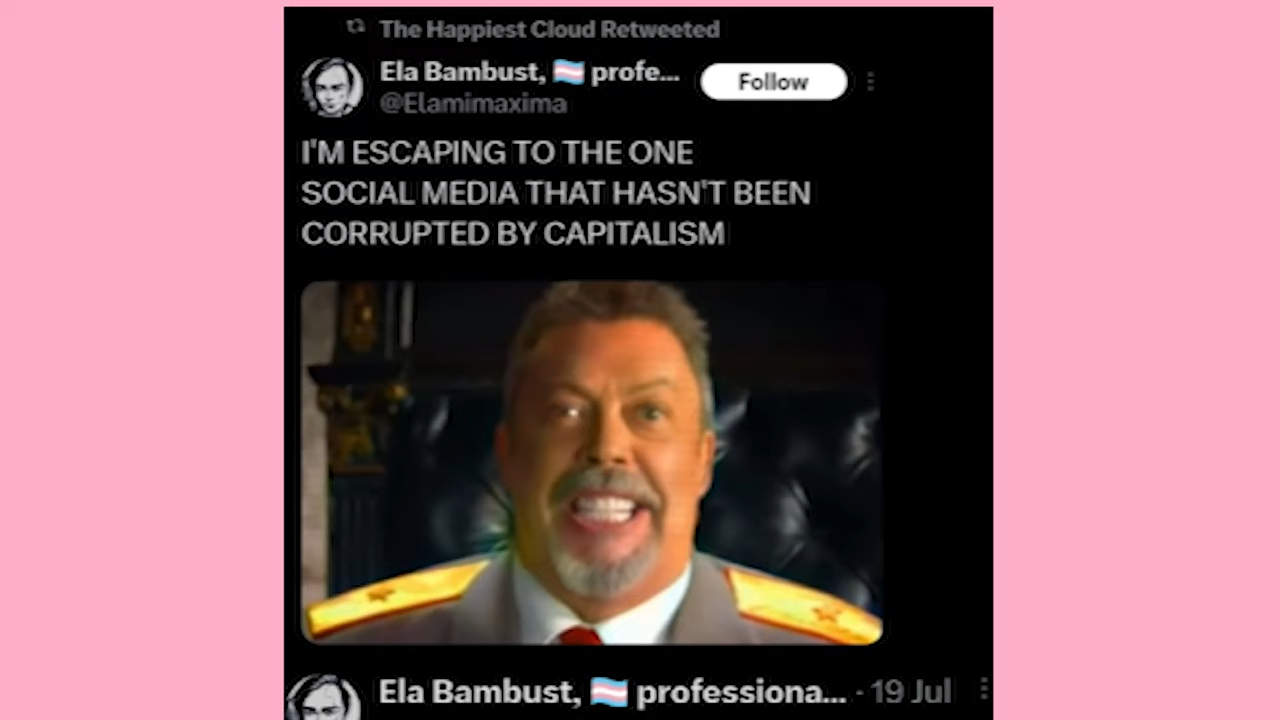 The Happiest Cloud Retweeted
Ela Bambust, 🏳️‍⚧️ profe...
Follow
@Elamimaxima
I'M ESCAPING TO THE ONE
SOCIAL MEDIA THAT HASN'T BEEN
CORRUPTED BY CAPITALISM
Ela Bambust, 🏳️‍⚧️ professiona... · 19 Jul